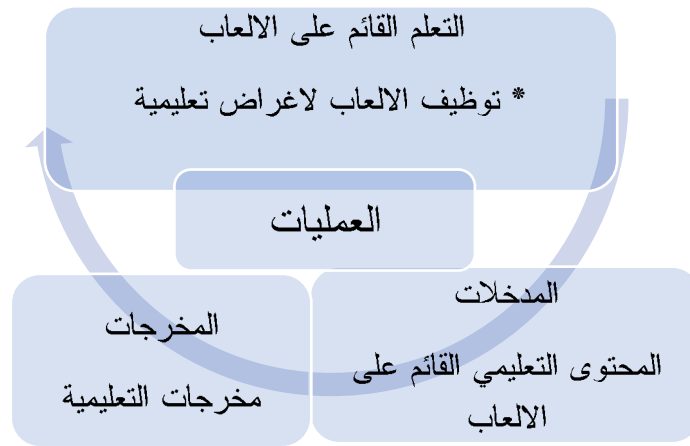 التعلم القائم على الالعاب
* توظيف الالعاب لاغراض تعليمية
العمليات
المدخلات
المحتوى التعليمي القائم على
الالعاب
المخرجات
مخرجات التعليمية